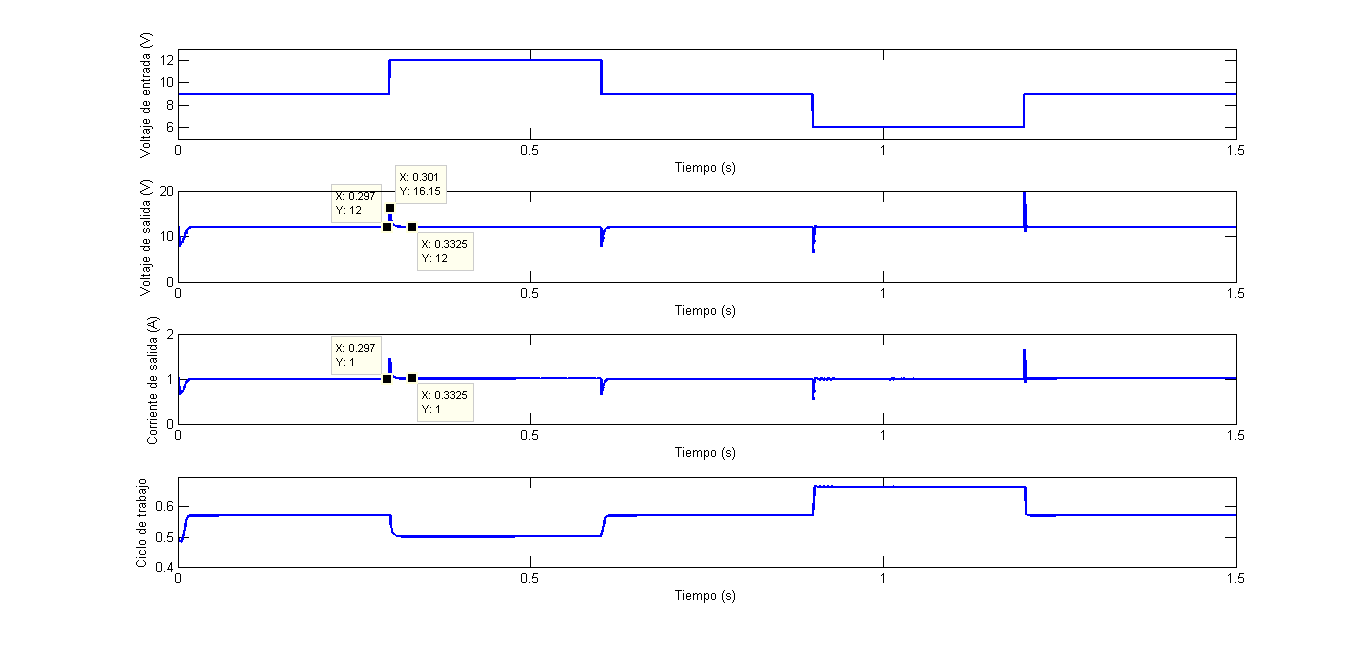 Voltaje de entrada (V)
12
10
8
6
0
0.5
1
1.5
Tiempo (s)
Voltaje de salida (V)
20
10
0
X: 0.297
Y: 12
X: 0.301
Y: 16.15
X: 0.3325
Y: 12
0
0.5
1
1.5
Tiempo (s)
Corriente de salida (A)
2
1
0
X: 0.297
Y: 1
X: 0.3325
Y: 1
0
0.5
1
1.5
Tiempo (s)
Ciclo de trabajo
0.6
0.5
0.4
0
0.5
1
1.5
Tiempo (s)